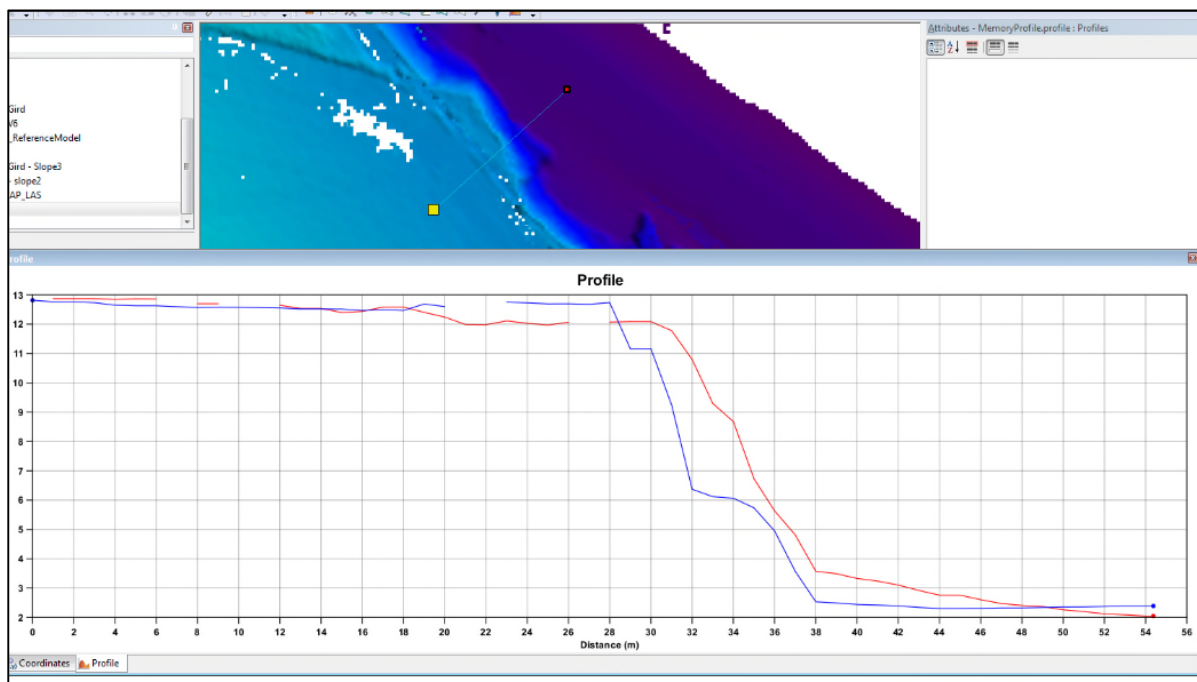 Attributes - MemoryProfile.profile : Profiles
Gird
V6
_ReferenceModel
Gird - Slope3
- slope2
AP_LAS
E
rofile
Profile
13
12
11
10
9
8
7
6
5
4
3
2
0 2 4 6 8 10 12 14 16 18 20 22 24 26 28 30 32 34 36 38 40 42 44 46 48 50 52 54 56
Distance (m)
Coordinates Profile